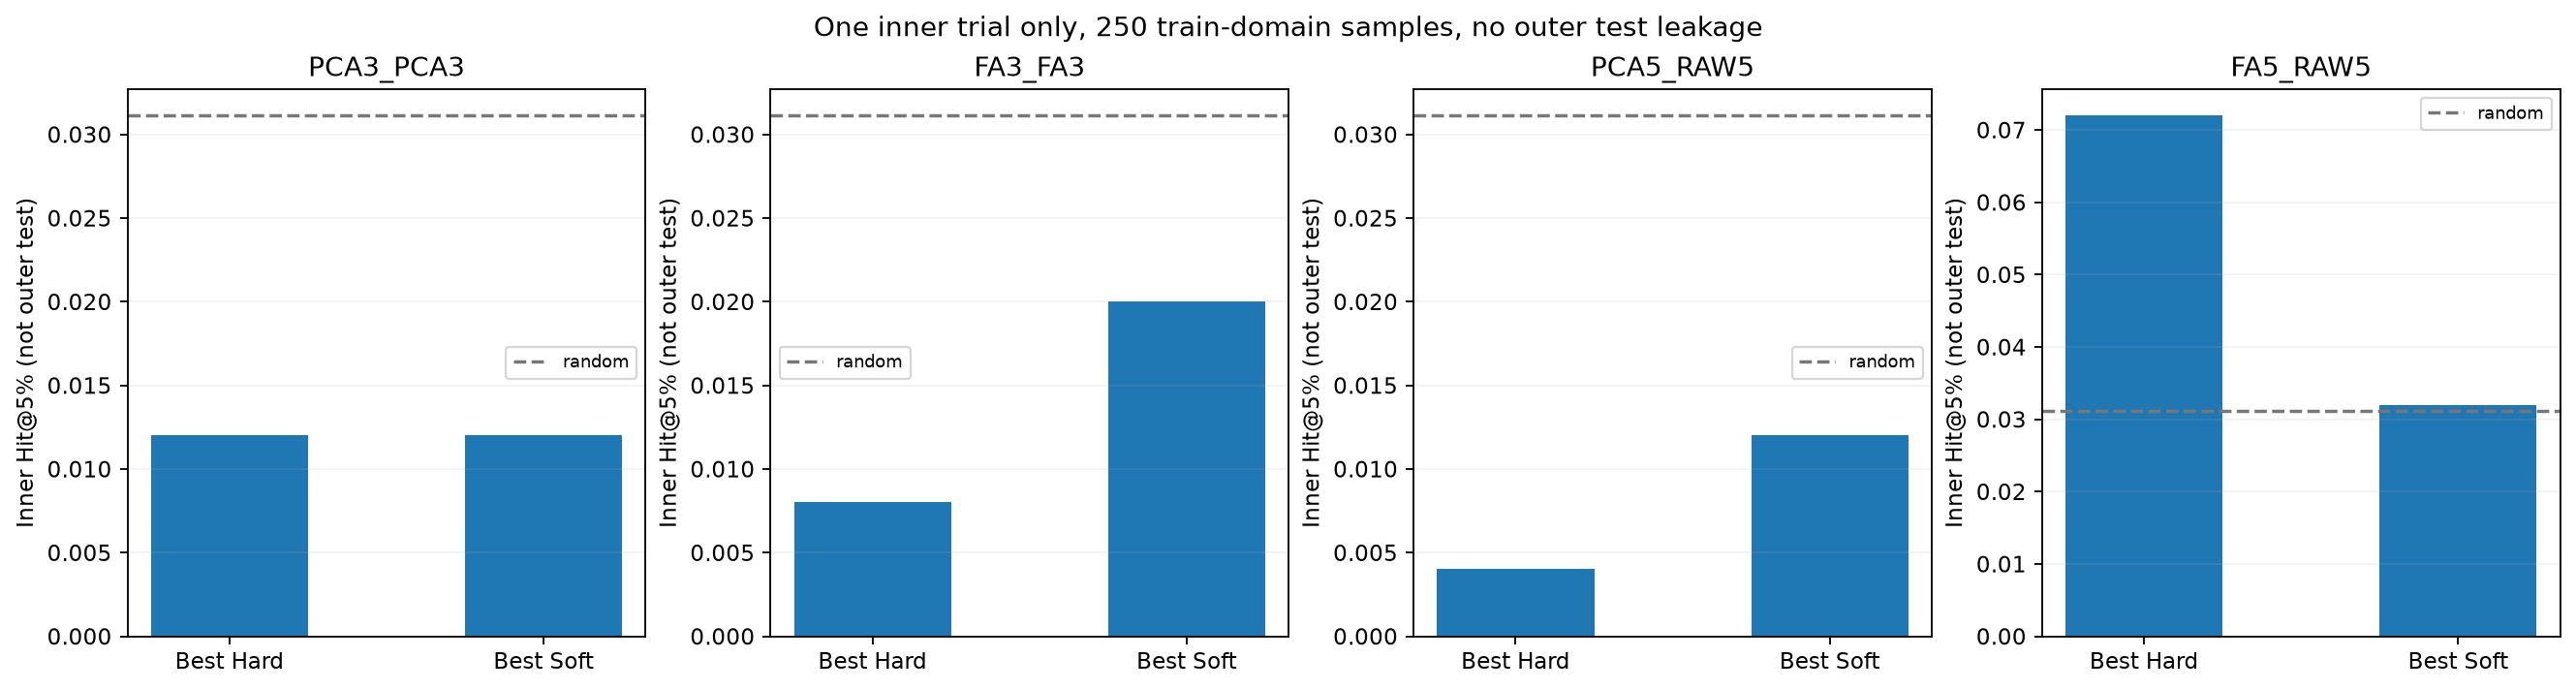 One inner trial only, 250 train-domain samples, no outer test leakage
PCA3_PCA3
Inner Hit@5% (not outer test)
0.030
0.025
0.020
0.015
0.010
0.005
0.000
random
Best Hard
Best Soft
FA3_FA3
Inner Hit@5% (not outer test)
0.030
0.025
0.020
0.015
0.010
0.005
0.000
random
Best Hard
Best Soft
PCA5_RAW5
Inner Hit@5% (not outer test)
0.030
0.025
0.020
0.015
0.010
0.005
0.000
random
Best Hard
Best Soft
FA5_RAW5
Inner Hit@5% (not outer test)
0.07
0.06
0.05
0.04
0.03
0.02
0.01
0.00
random
Best Hard
Best Soft